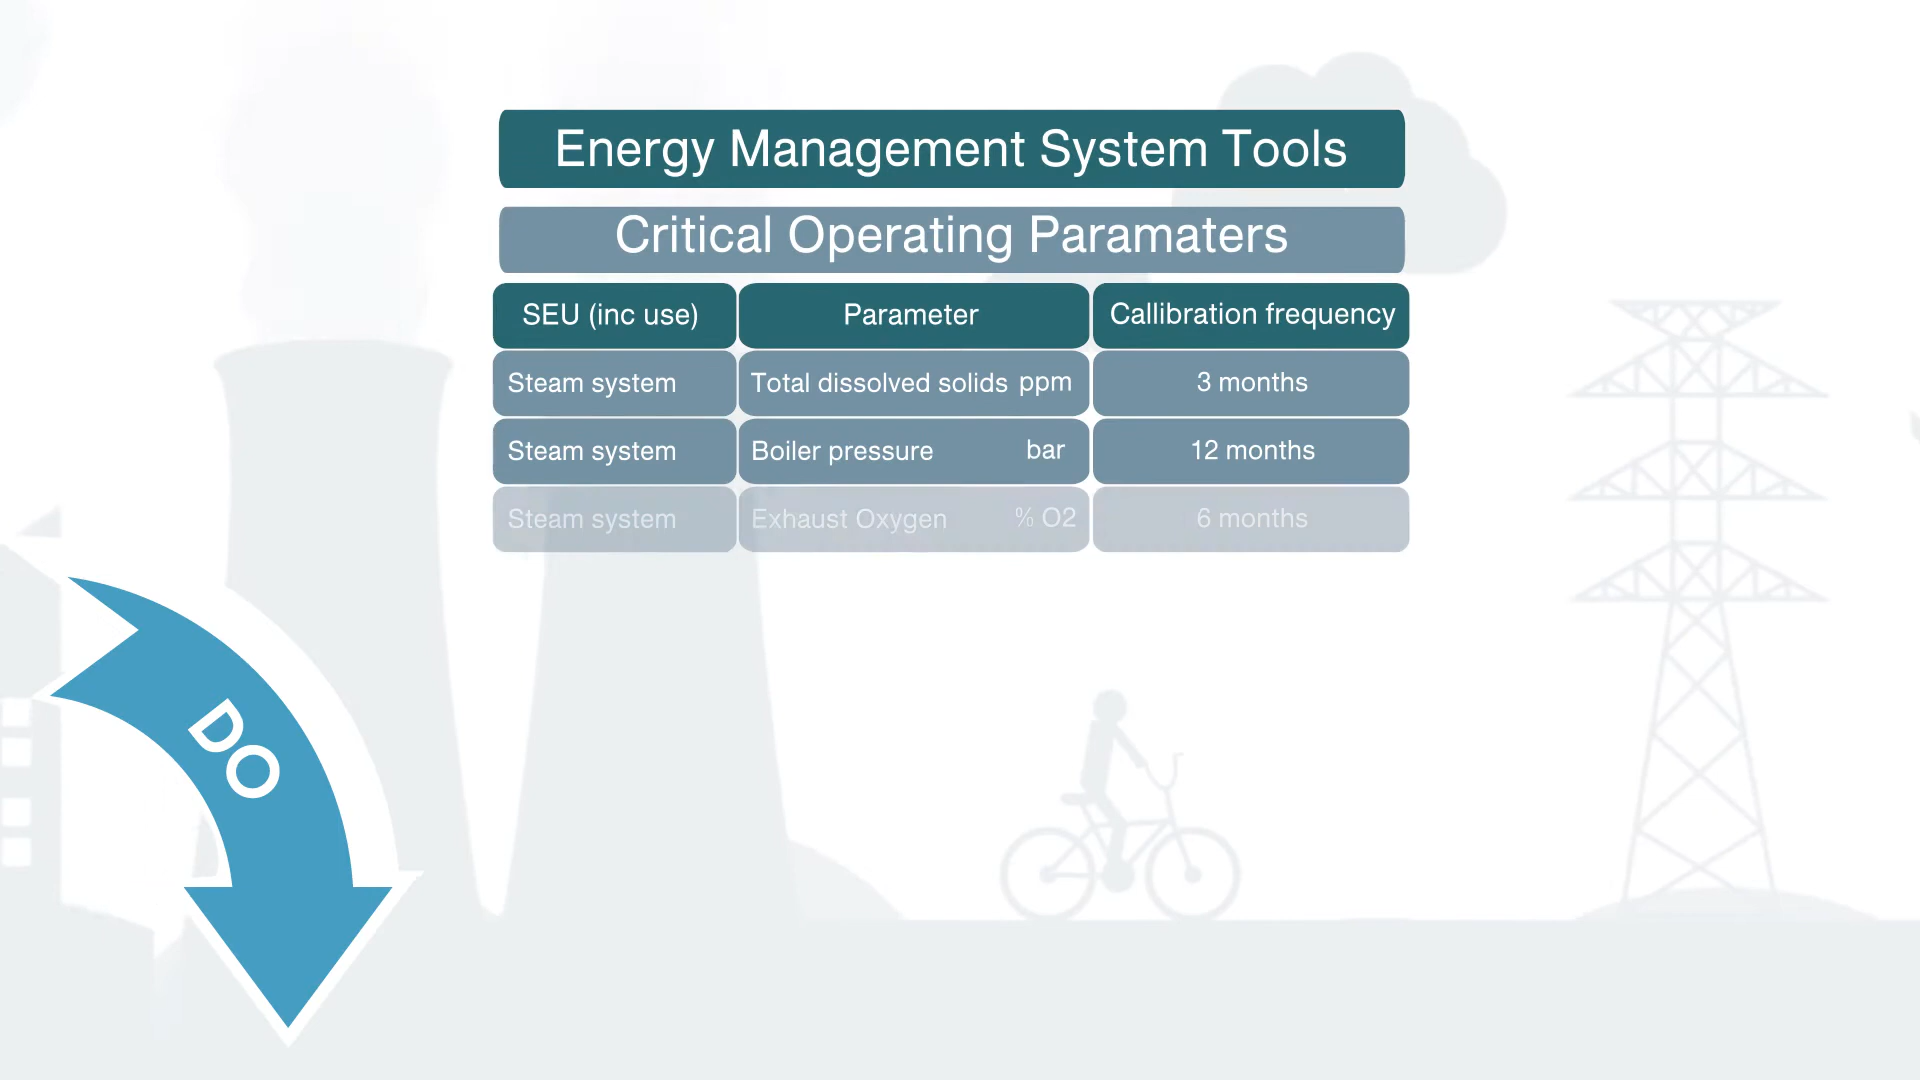 Energy Management System Tools
Critical Operating Paramaters
SEU (inc use) Parameter Callibration frequency
Steam system Total dissolved solids ppm 3 months
Steam system Boiler pressure bar 12 months
Steam system Exhaust Oxygen % O2 6 months
DO